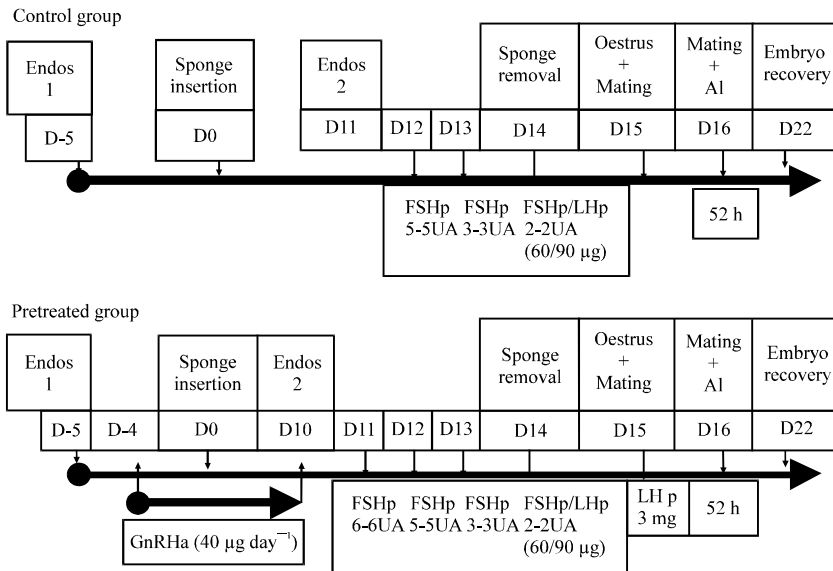 Control group
Endos 1
Sponge insertion
Endos 2
Sponge removal
Oestrus + Mating
Mating + AI
Embryo recovery
D-5
D0
D11
D12
D13
D14
D15
D16
D22
FSHp FSHp FSHp/LHp
5-5UA 3-3UA 2-2UA
(60/90 µg)
52 h
Pretreated group
Endos 1
Sponge insertion
Endos 2
Sponge removal
Oestrus + Mating
Mating + AI
Embryo recovery
D-5
D-4
D0
D10
D11
D12
D13
D14
D15
D16
D22
GnRHa (40 µg day⁻¹)
FSHp FSHp FSHp FSHp/LHp
6-6UA 5-5UA 3-3UA 2-2UA
(60/90 µg)
LH p
3 mg
52 h